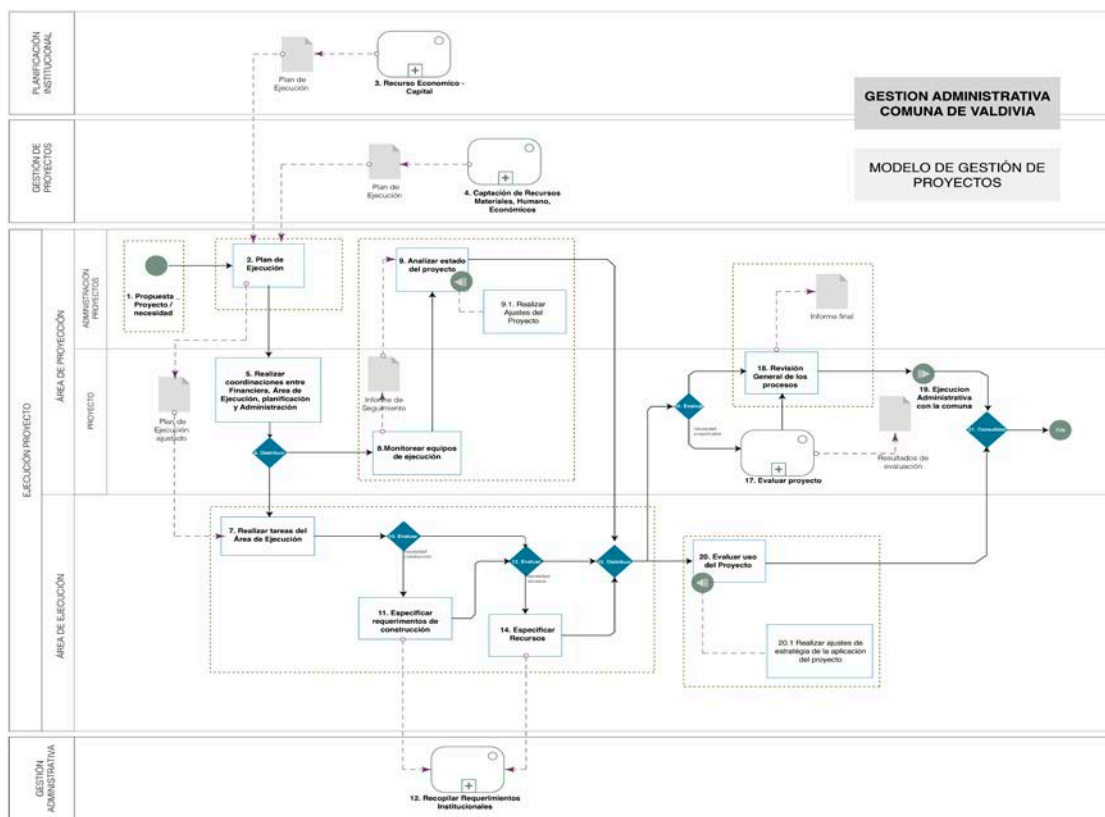 PLANIFICACIÓN
INSTITUCIONAL
Plan de
Ejecución
3. Recurso Economico -
Capital
GESTION ADMINISTRATIVA
COMUNA DE VALDIVIA
MODELO DE GESTIÓN DE
PROYECTOS
GESTIÓN DE
PROYECTOS
Plan de
Ejecución
4. Captación de Recursos
Materiales, Humano,
Económicos
EJECUCIÓN PROYECTO
ÁREA DE PROYECCIÓN
ADMINISTRACIÓN
PROYECTOS
1. Propuesta _
Proyecto /
necesidad
2. Plan de
Ejecución
9. Analizar estado
del proyecto
9.1. Realizar
Ajustes del
Proyecto
Informe final
PROYECTO
5. Realizar
coordinaciones entre
Financiera, Área de
Ejecución, planificación
y Administración
Plan de
Ejecución
ajustado
Informe de
Seguimiento
8.Monitorear equipos
de ejecución
18. Revisión
General de los
procesos
17. Evaluar proyecto
Resultados de
evaluación
19. Ejecucion
Administrativa
con la comuna
Fin
ÁREA DE EJECUCIÓN
7. Realizar tareas del
Área de Ejecución
11. Especificar
requerimentos de
construcción
14. Especificar
Recursos
20. Evaluar uso
del Proyecto
20.1 Realizar ajustes de
estratégia de la aplicación
del proyecto
GESTIÓN
ADMINISTRATIVA
12. Recopilar Requerimientos
Institucionales